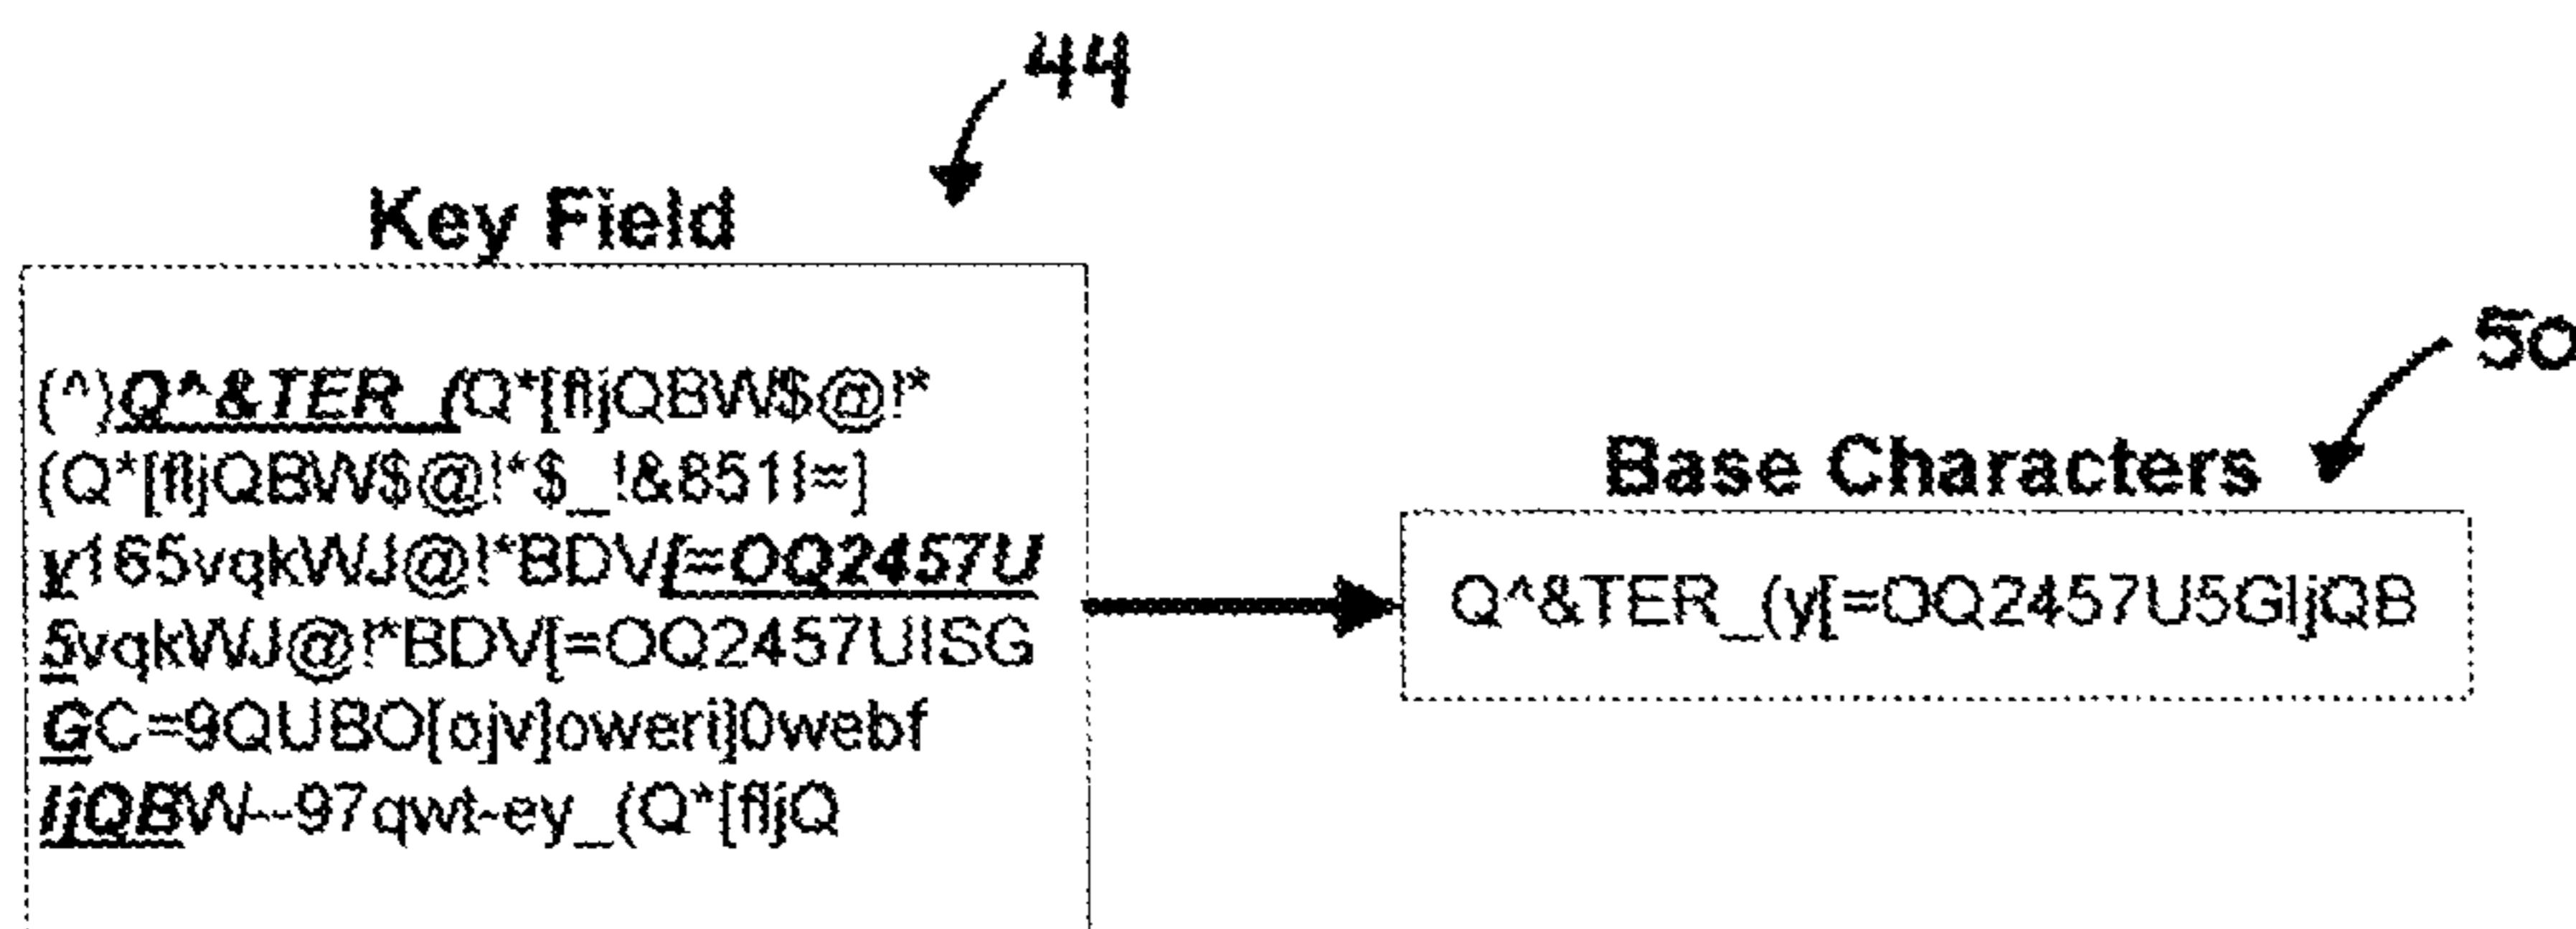 44
Key Field
(^)Q^&TER_(Q*[fljQBW$@!*
(Q*[fljQBW$@!*$_!&851I=]
y165vqkWJ@!*BDV[=OQ2457U
5vqkWJ@!*BDV[=OQ2457UISG
GC=9QUBO[ojv]oweri]0webf
IjQBW--97qwt-ey_(Q*[fljQ
50
Base Characters
Q^&TER_(y[=OQ2457U5GIjQB